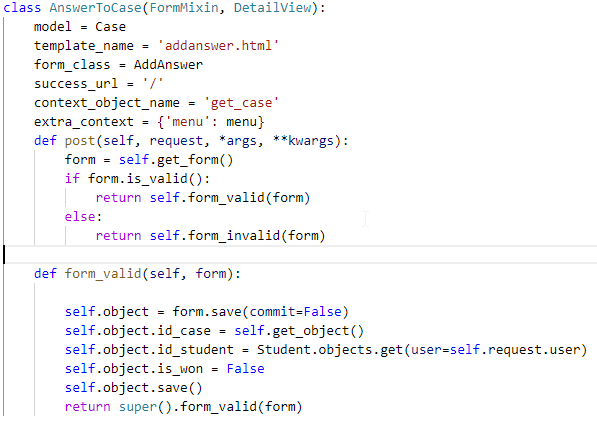 class AnswerToCase(FormMixin, DetailView):
    model = Case
    template_name = 'addanswer.html'
    form_class = AddAnswer
    success_url = '/'
    context_object_name = 'get_case'
    extra_context = {'menu': menu}
    def post(self, request, *args, **kwargs):
        form = self.get_form()
        if form.is_valid():
            return self.form_valid(form)
        else:
            return self.form_invalid(form)

    def form_valid(self, form):

        self.object = form.save(commit=False)
        self.object.id_case = self.get_object()
        self.object.id_student = Student.objects.get(user=self.request.user)
        self.object.is_won = False
        self.object.save()
        return super().form_valid(form)